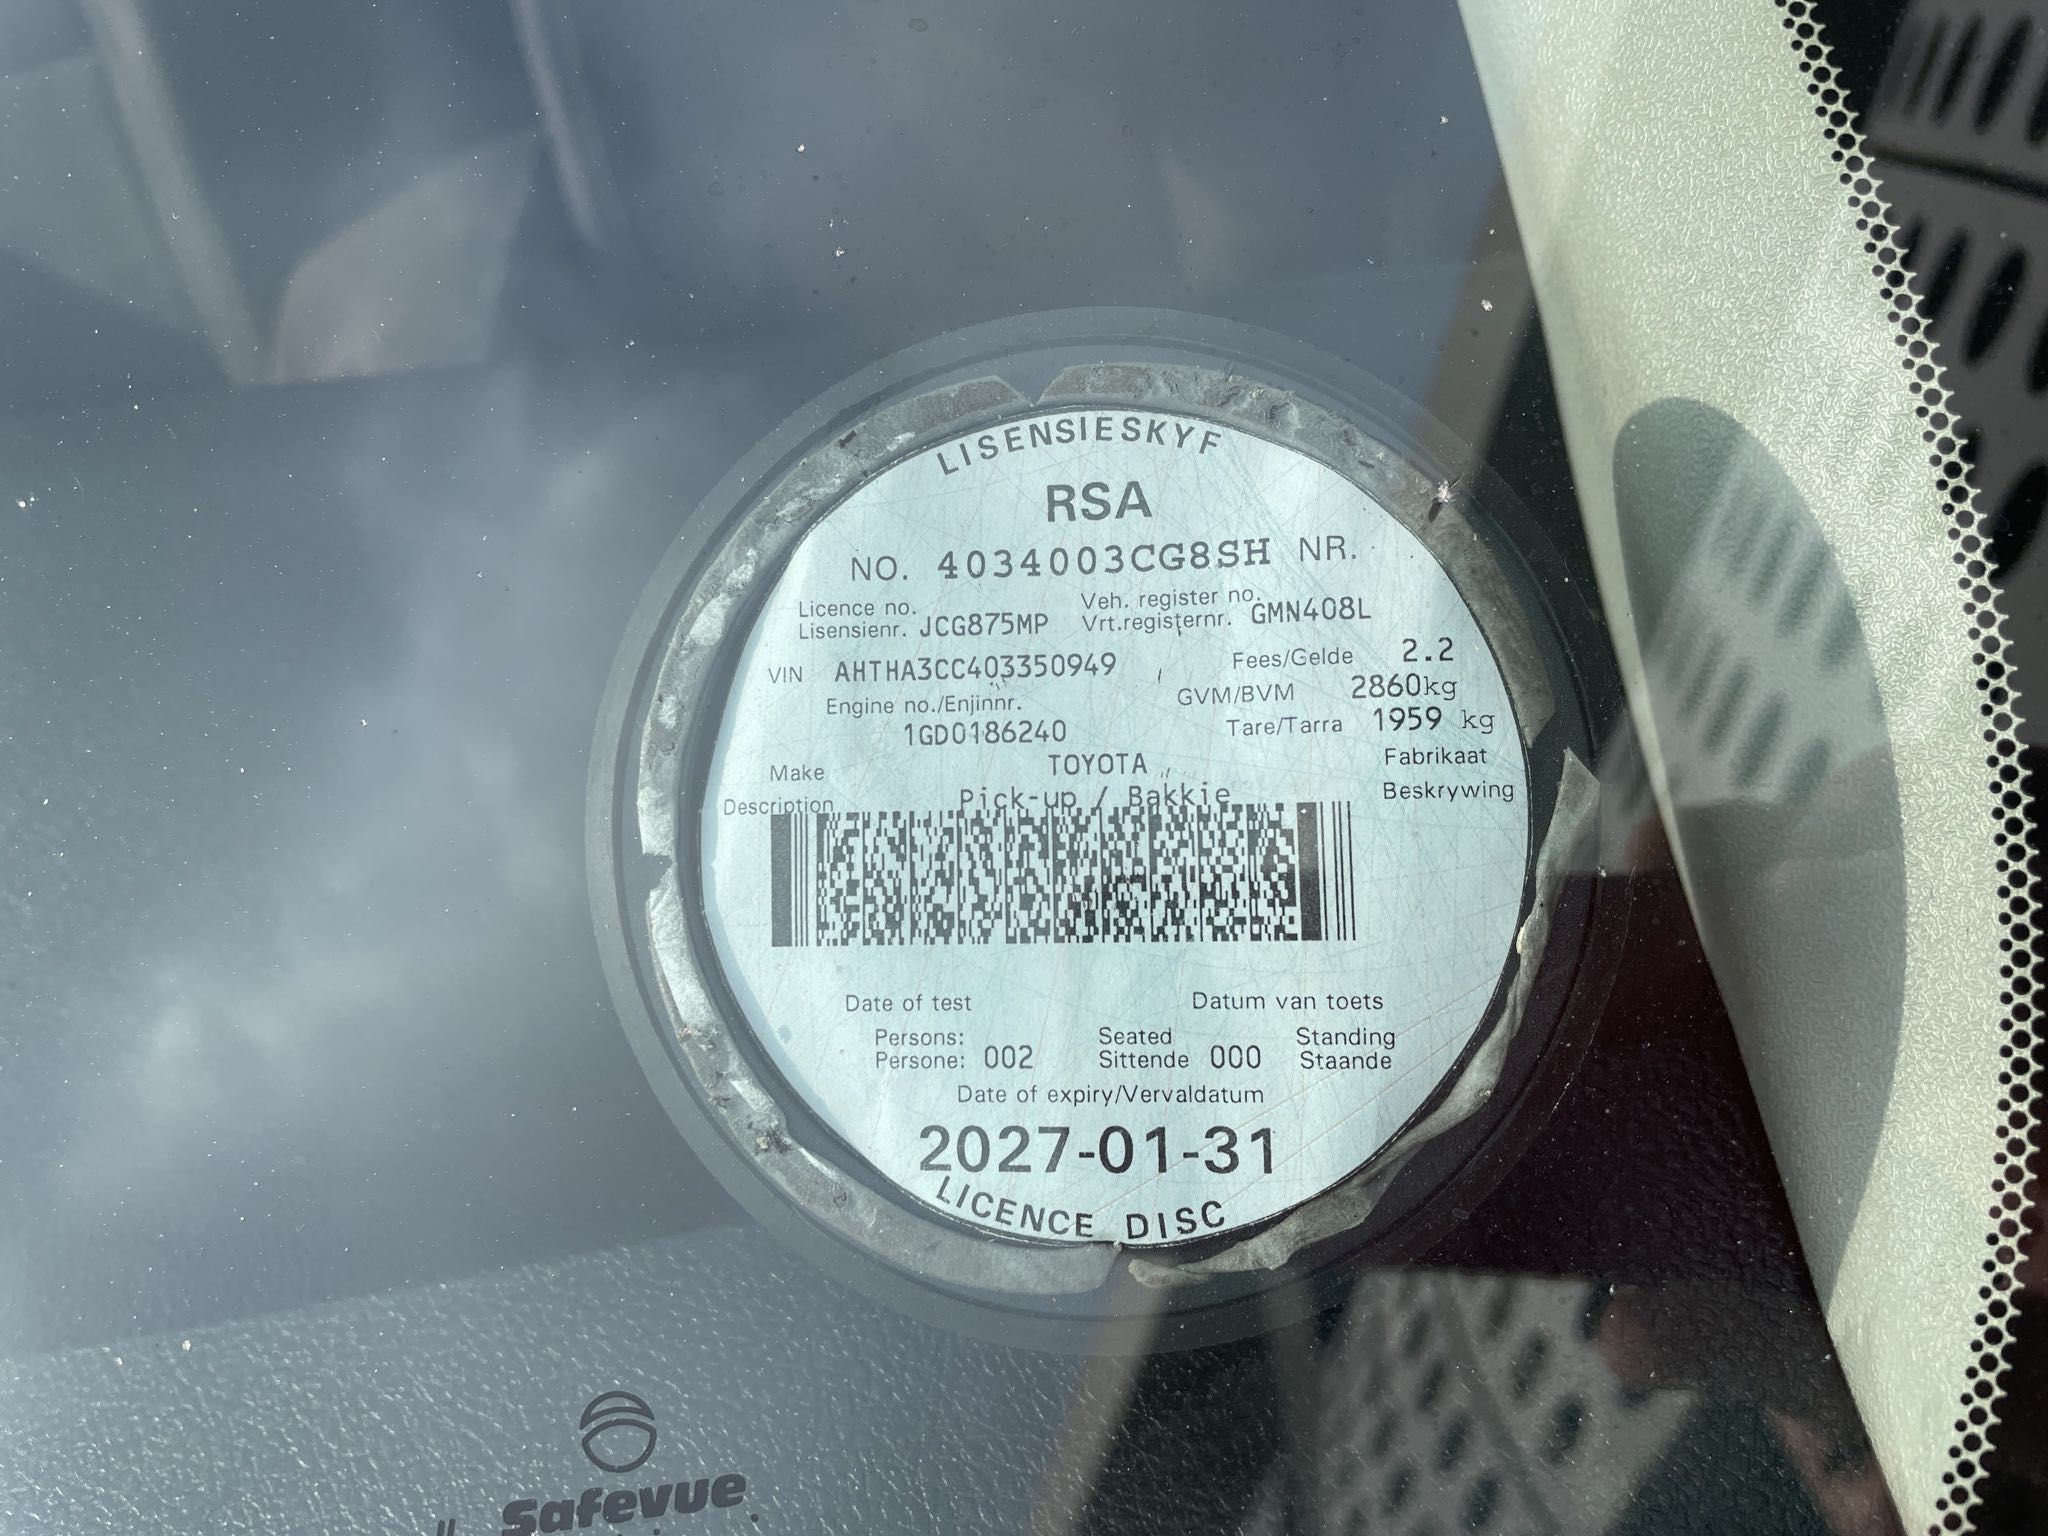 LISENSIESKYF
RSA
NO. 4034003CG8SH NR.
Licence no. Veh. register no.
Lisensienr. JCG875MP Vrt.registernr. GMN408L
VIN AHTHA3CC403350949 Fees/Gelde 2.2
Engine no./Enjinnr. GVM/BVM 2860kg
1GD0186240 Tare/Tarra 1959 kg
Make TOYOTA Fabrikaat
Description Pick-up / Bakkie Beskrywing
Date of test Datum van toets
Persons: Seated Standing
Persone: 002 Sittende 000 Staande
Date of expiry/Vervaldatum
2027-01-31
LICENCE DISC
Safevue